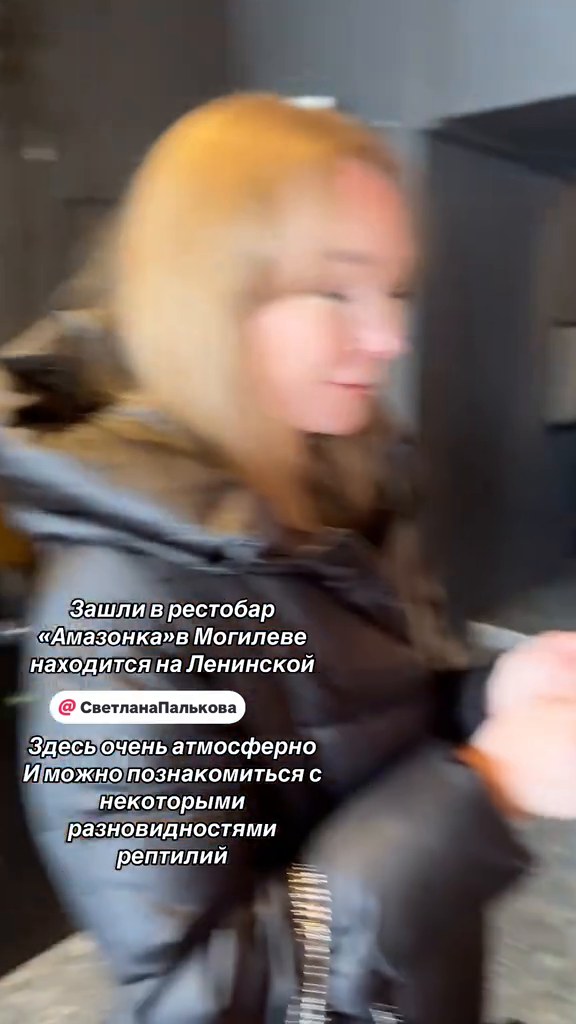 Зашли в рестобар
«Амазонка»в Могилеве
находится на Ленинской
@ СветланаПалькова
Здесь очень атмосферно
И можно познакомиться с
некоторыми
разновидностями
рептилий